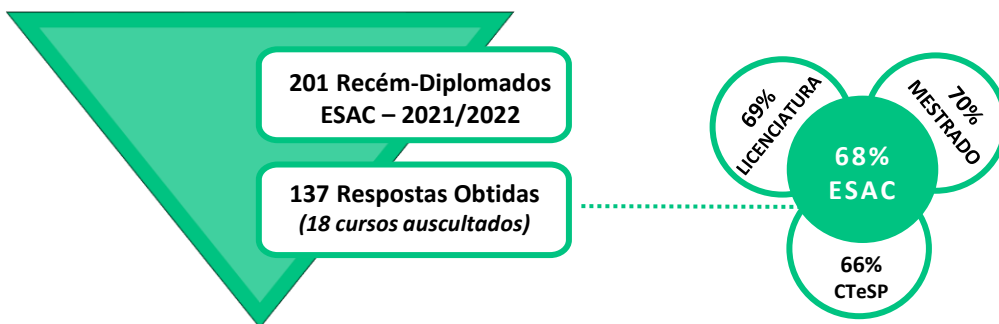 201 Recém-Diplomados
ESAC – 2021/2022
137 Respostas Obtidas
(18 cursos auscultados)
69%
LICENCIATURA
70%
MESTRADO
68%
ESAC
66%
CTeSP